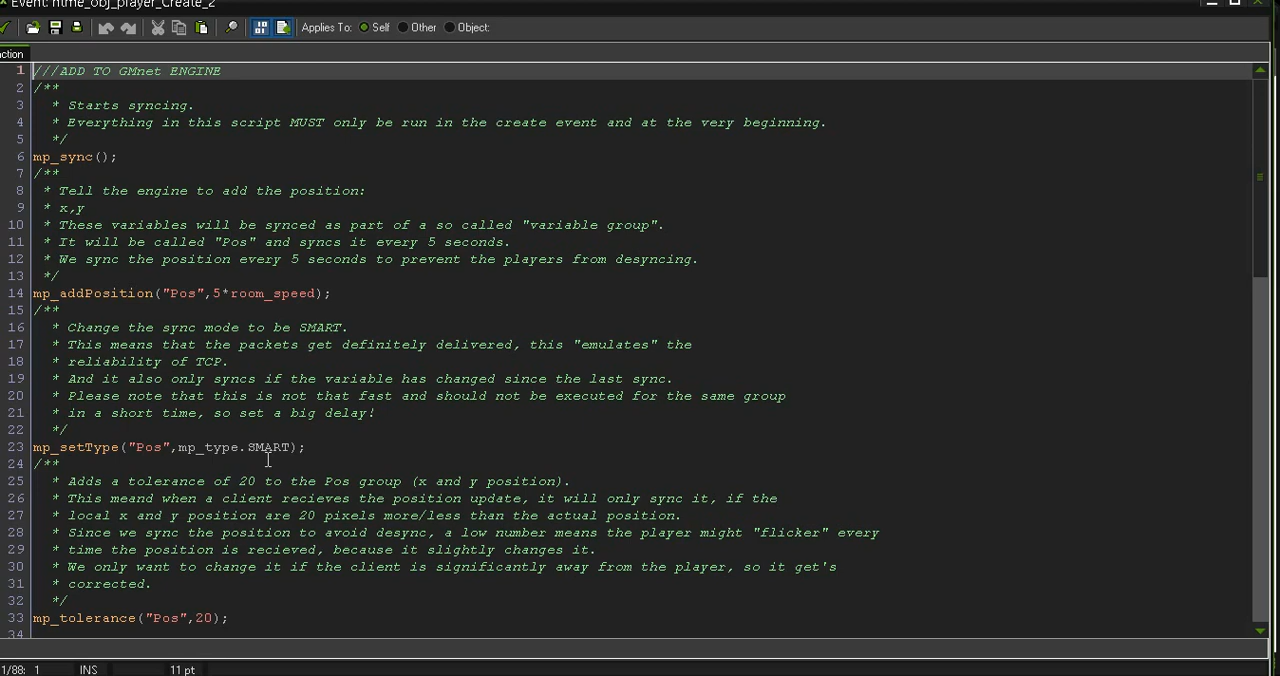 Event: htme_obj_player_Create_2
Applies To: Self Other Object:
ction
1 ///ADD TO GMnet ENGINE
2 /**
3 * Starts syncing.
4 * Everything in this script MUST only be run in the create event and at the very beginning.
5 */
6 mp_sync();
7 /**
8 * Tell the engine to add the position:
9 * x,y
10 * These variables will be synced as part of a so called "variable group".
11 * It will be called "Pos" and syncs it every 5 seconds.
12 * We sync the position every 5 seconds to prevent the players from desyncing.
13 */
14 mp_addPosition("Pos",5*room_speed);
15 /**
16 * Change the sync mode to be SMART.
17 * This means that the packets get definitely delivered, this "emulates" the
18 * reliability of TCP.
19 * And it also only syncs if the variable has changed since the last sync.
20 * Please note that this is not that fast and should not be executed for the same group
21 * in a short time, so set a big delay!
22 */
23 mp_setType("Pos",mp_type.SMART);
24 /**
25 * Adds a tolerance of 20 to the Pos group (x and y position).
26 * This meand when a client recieves the position update, it will only sync it, if the
27 * local x and y position are 20 pixels more/less than the actual position.
28 * Since we sync the position to avoid desync, a low number means the player might "flicker" every
29 * time the position is recieved, because it slightly changes it.
30 * We only want to change it if the client is significantly away from the player, so it get's
31 * corrected.
32 */
33 mp_tolerance("Pos",20);
34
1/88: 1 INS 11 pt